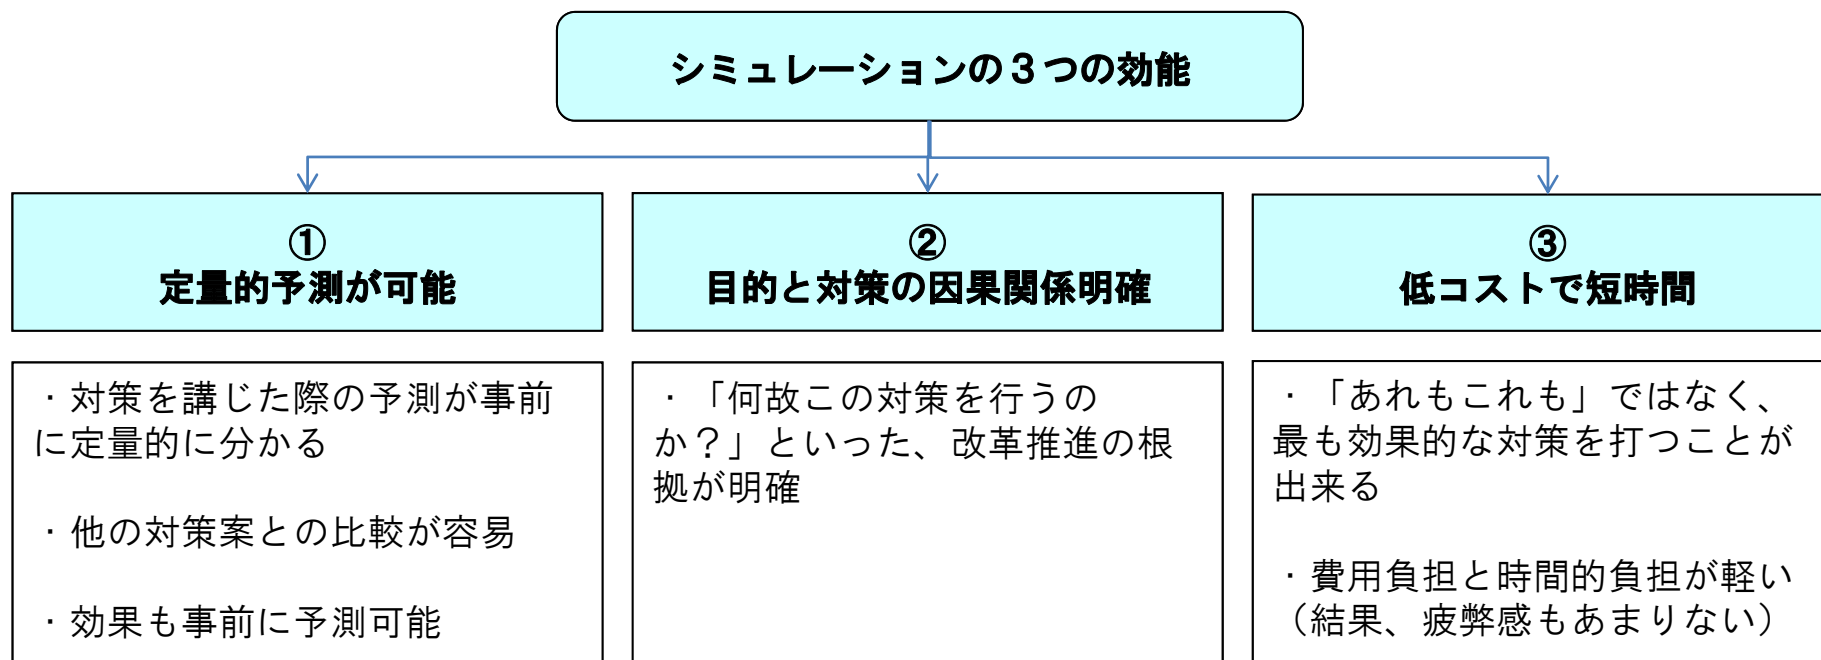 シミュレーションの３つの効能
①
定量的予測が可能
・対策を講じた際の予測が事前
に定量的に分かる
・他の対策案との比較が容易
・効果も事前に予測可能
②
目的と対策の因果関係明確
・「何故この対策を行うの
か？」といった、改革推進の根
拠が明確
③
低コストで短時間
・「あれもこれも」ではなく、
最も効果的な対策を打つことが
出来る
・費用負担と時間的負担が軽い
（結果、疲弊感もあまりない）